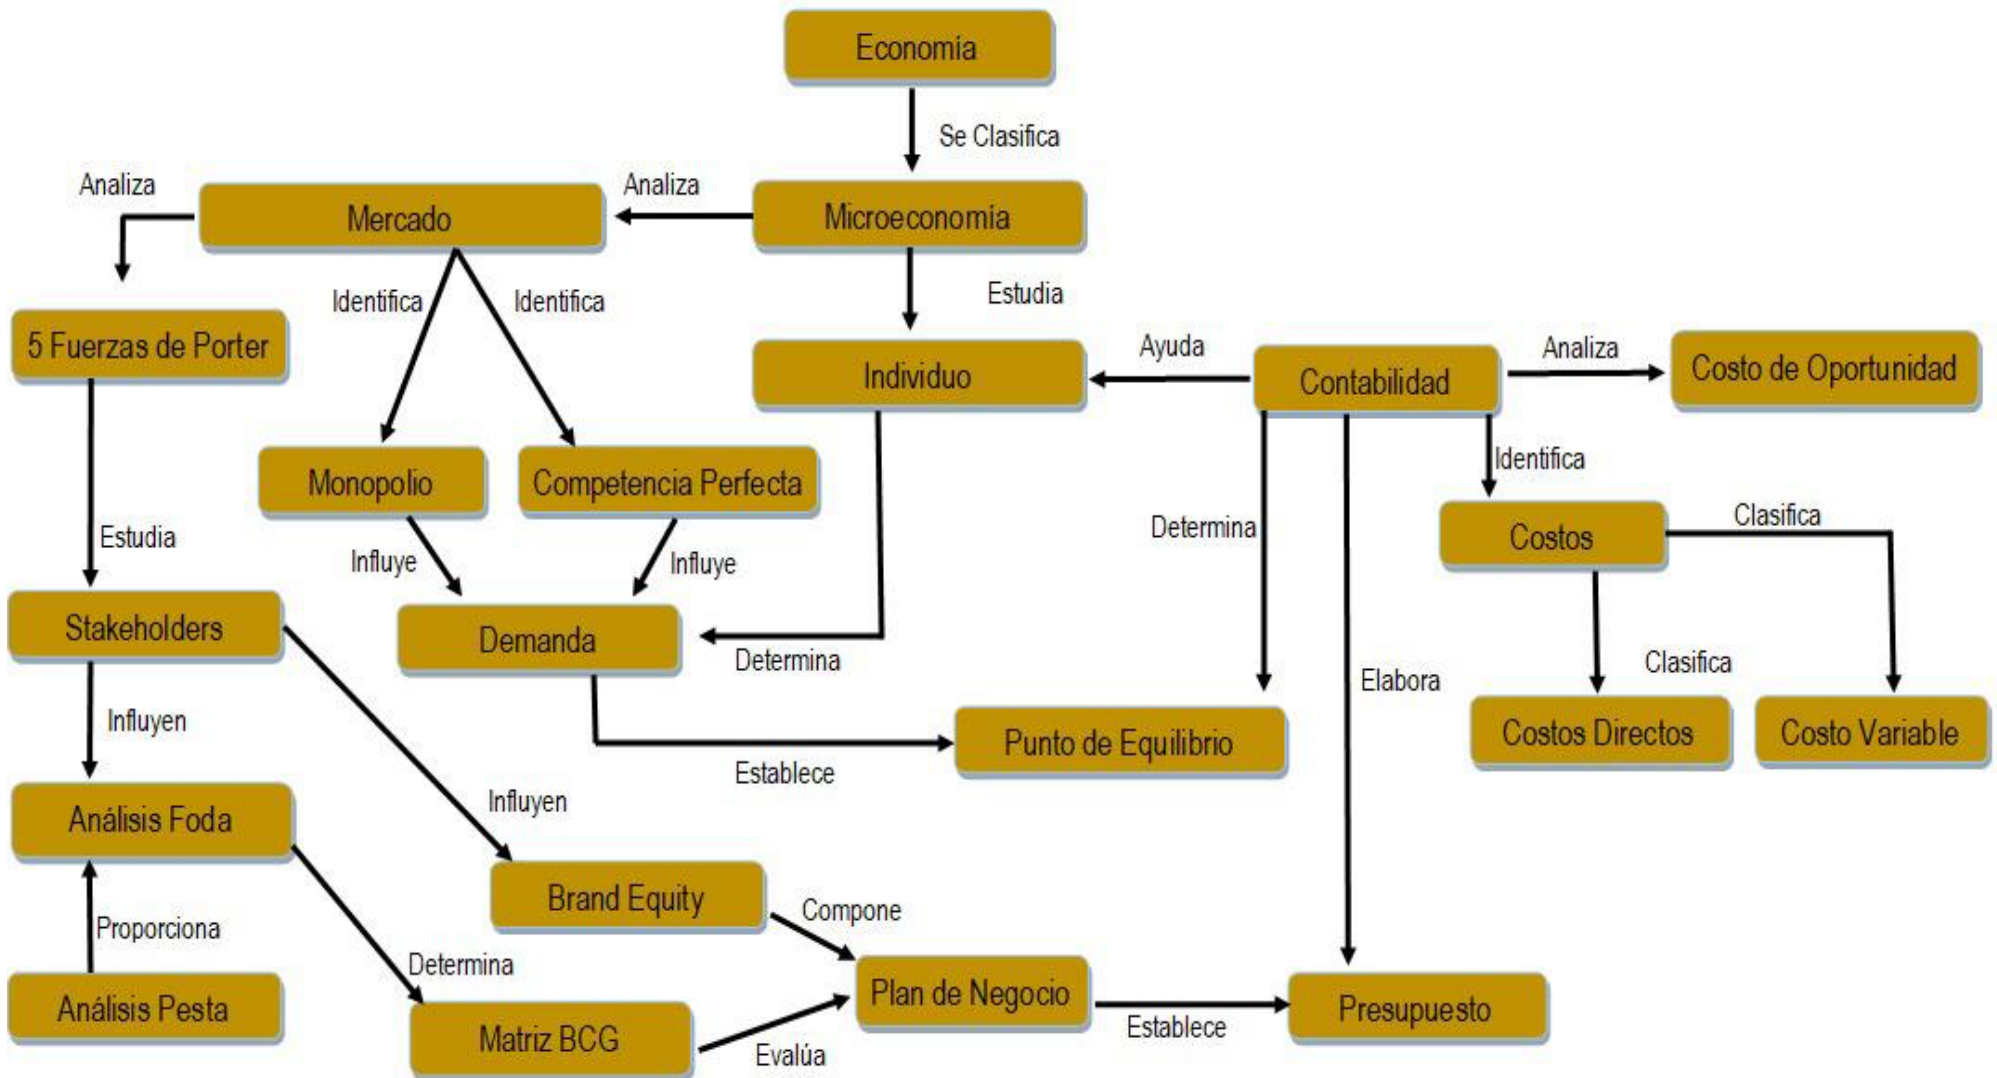 Economía
Se Clasifica
Analiza
Mercado
Analiza
Microeconomía
Identifica
Identifica
Estudia
5 Fuerzas de Porter
Individuo
Ayuda
Contabilidad
Analiza
Costo de Oportunidad
Monopolio
Competencia Perfecta
Identifica
Estudia
Influye
Influye
Determina
Costos
Clasifica
Stakeholders
Demanda
Determina
Elabora
Clasifica
Influyen
Punto de Equilibrio
Costos Directos
Costo Variable
Establece
Análisis Foda
Influyen
Brand Equity
Compone
Proporciona
Determina
Análisis Pesta
Matriz BCG
Evalúa
Plan de Negocio
Establece
Presupuesto